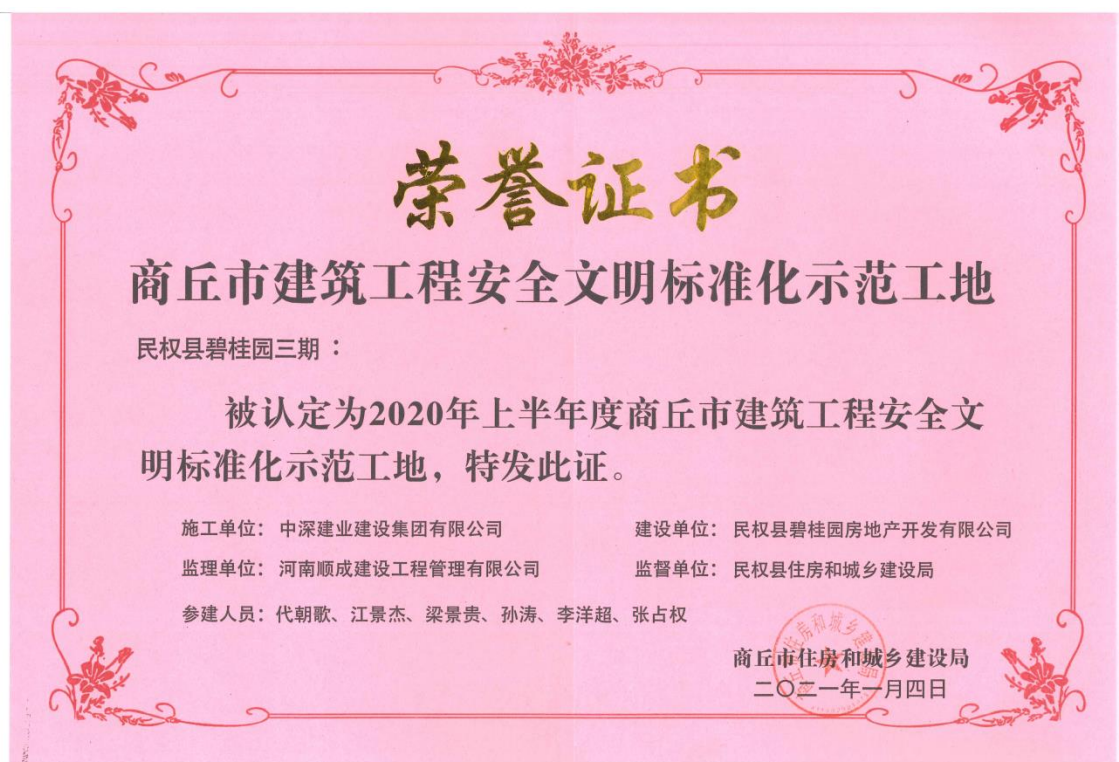 荣誉证书
商丘市建筑工程安全文明标准化示范工地
民权县碧桂园三期：
被认定为2020年上半年度商丘市建筑工程安全文
明标准化示范工地，特发此证。
施工单位：中深建业建设集团有限公司 建设单位：民权县碧桂园房地产开发有限公司
监理单位：河南顺成建设工程管理有限公司 监督单位：民权县住房和城乡建设局
参建人员：代朝歌、江景杰、梁景贵、孙涛、李洋超、张占权
商丘市住房和城乡建设局
二〇二一年一月四日